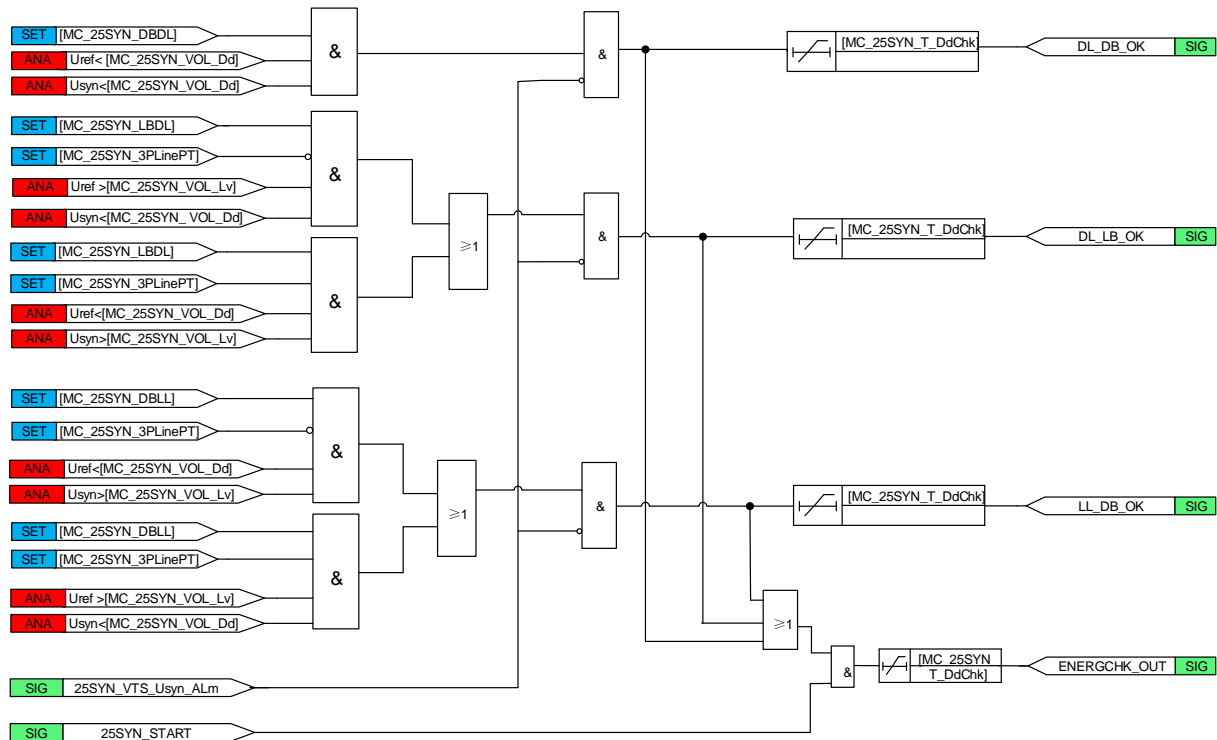 SET [MC_25SYN_DBDL]
ANA Uref< [MC_25SYN_VOL_Dd]
ANA Usyn<[MC_25SYN_VOL_Dd]
&
&
[MC_25SYN_T_DdChk]
DL_DB_OK SIG
SET [MC_25SYN_LBDL]
SET [MC_25SYN_3PLinePT]
ANA Uref >[MC_25SYN_VOL_Lv]
ANA Usyn<[MC_25SYN_ VOL_Dd]
&
SET [MC_25SYN_LBDL]
SET [MC_25SYN_3PLinePT]
ANA Uref<[MC_25SYN_VOL_Dd]
ANA Usyn>[MC_25SYN_VOL_Lv]
&
≥1
&
[MC_25SYN_T_DdChk]
DL_LB_OK SIG
SET [MC_25SYN_DBLL]
SET [MC_25SYN_3PLinePT]
ANA Uref<[MC_25SYN_VOL_Dd]
ANA Usyn>[MC_25SYN_VOL_Lv]
&
SET [MC_25SYN_DBLL]
SET [MC_25SYN_3PLinePT]
ANA Uref >[MC_25SYN_VOL_Lv]
ANA Usyn<[MC_25SYN_VOL_Dd]
&
≥1
&
[MC_25SYN_T_DdChk]
LL_DB_OK SIG
≥1
&
[MC_25SYN
T_DdChk]
ENERGCHK_OUT SIG
SIG 25SYN_VTS_Usyn_ALm
SIG 25SYN_START